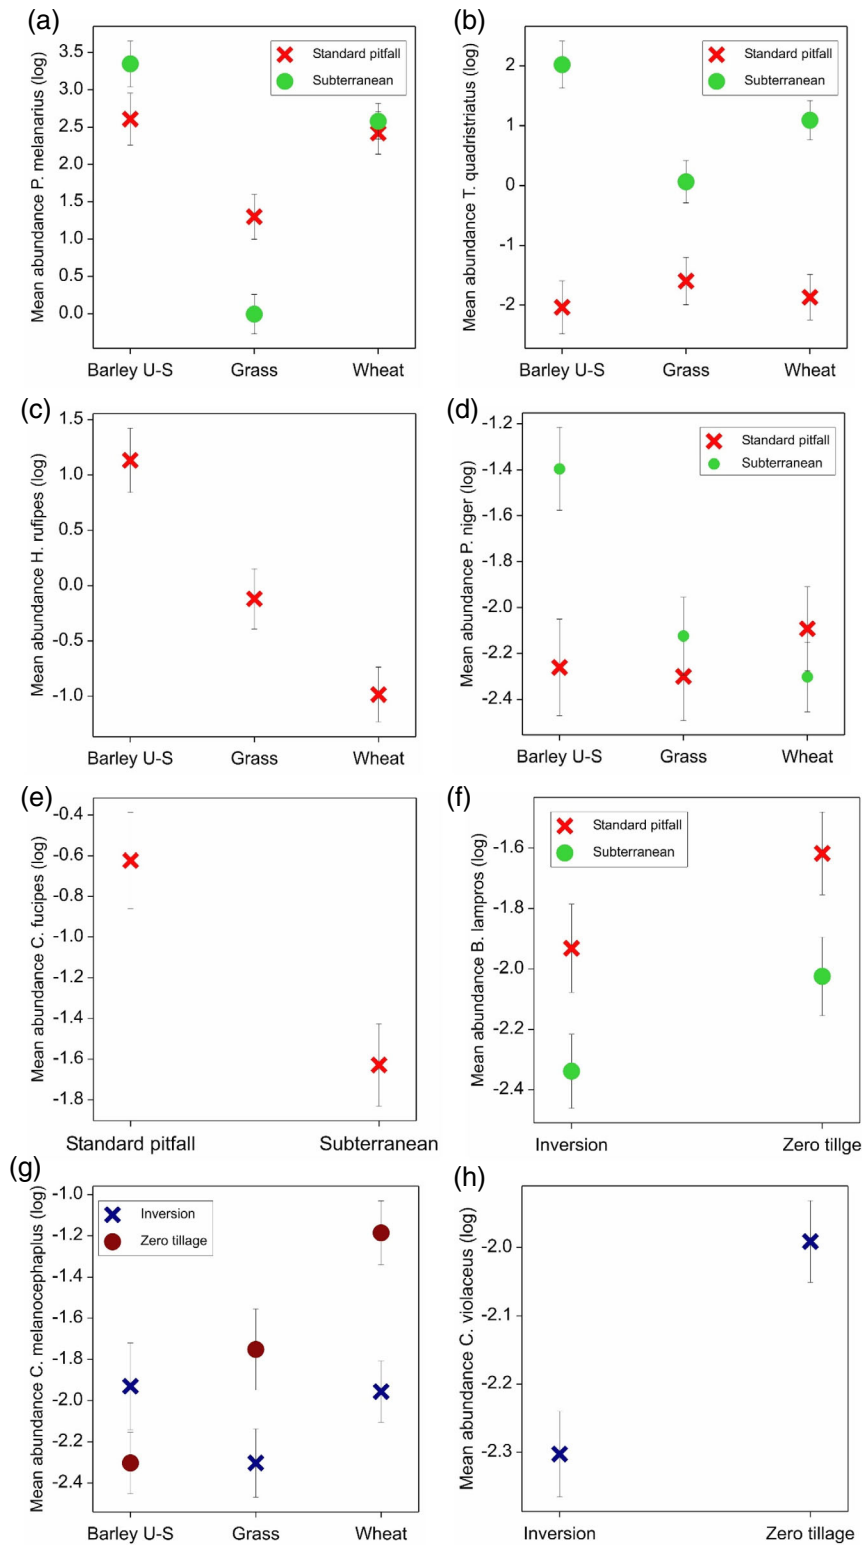 (a)
Mean abundance P. melanarius (log)
3.5
3.0
2.5
2.0
1.5
1.0
0.5
0.0
Standard pitfall
Subterranean
Barley U-S Grass Wheat
(b)
Mean abundance T. quadristriatus (log)
2
1
0
-1
-2
Standard pitfall
Subterranean
Barley U-S Grass Wheat
(c)
Mean abundance H. rufipes (log)
1.5
1.0
0.5
0.0
-0.5
-1.0
Barley U-S Grass Wheat
(d)
Mean abundance P. niger (log)
-1.2
-1.4
-1.6
-1.8
-2.0
-2.2
-2.4
Standard pitfall
Subterranean
Barley U-S Grass Wheat
(e)
Mean abundance C. fucipes (log)
-0.4
-0.6
-0.8
-1.0
-1.2
-1.4
-1.6
-1.8
Standard pitfall Subterranean
(f)
Mean abundance B. lampros (log)
-1.6
-1.8
-2.0
-2.2
-2.4
Standard pitfall
Subterranean
Inversion Zero tillge
(g)
Mean abundance C. melanocephaplus (log)
-1.0
-1.2
-1.4
-1.6
-1.8
-2.0
-2.2
-2.4
Inversion
Zero tillage
Barley U-S Grass Wheat
(h)
Mean abundance C. violaceus (log)
-2.0
-2.1
-2.2
-2.3
Inversion Zero tillage